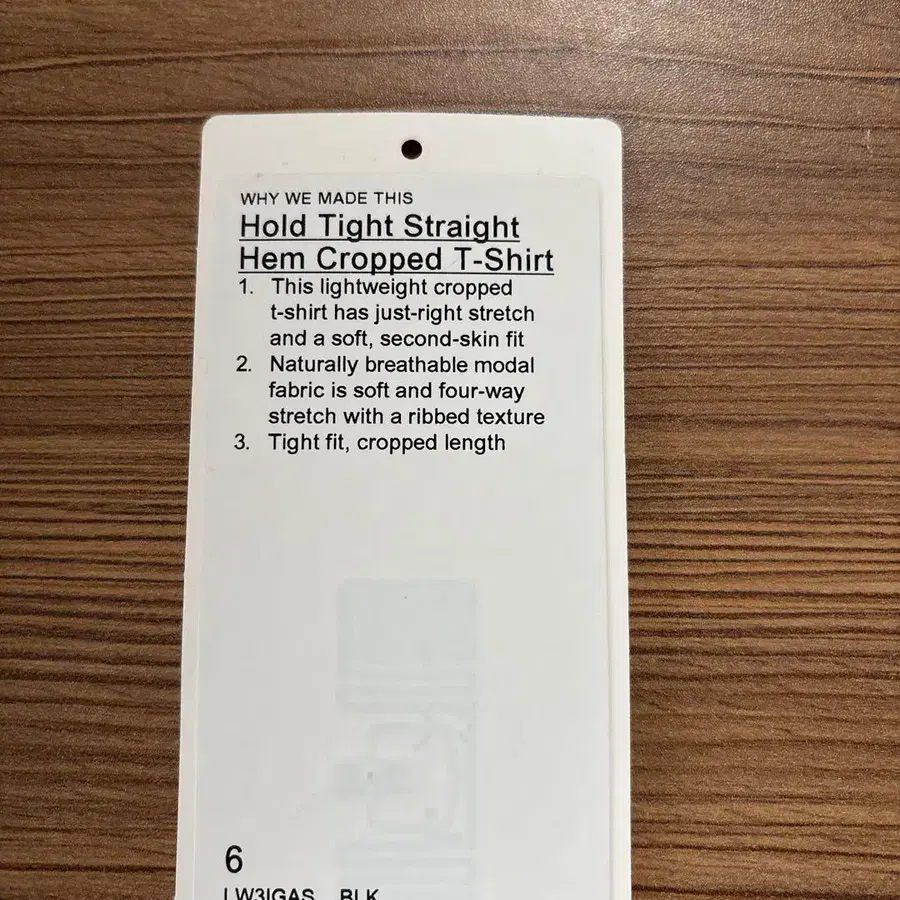 WHY WE MADE THIS
Hold Tight Straight
Hem Cropped T-Shirt
1. This lightweight cropped
t-shirt has just-right stretch
and a soft, second-skin fit
2. Naturally breathable modal
fabric is soft and four-way
stretch with a ribbed texture
3. Tight fit, cropped length
6
LW3IGAS BLK